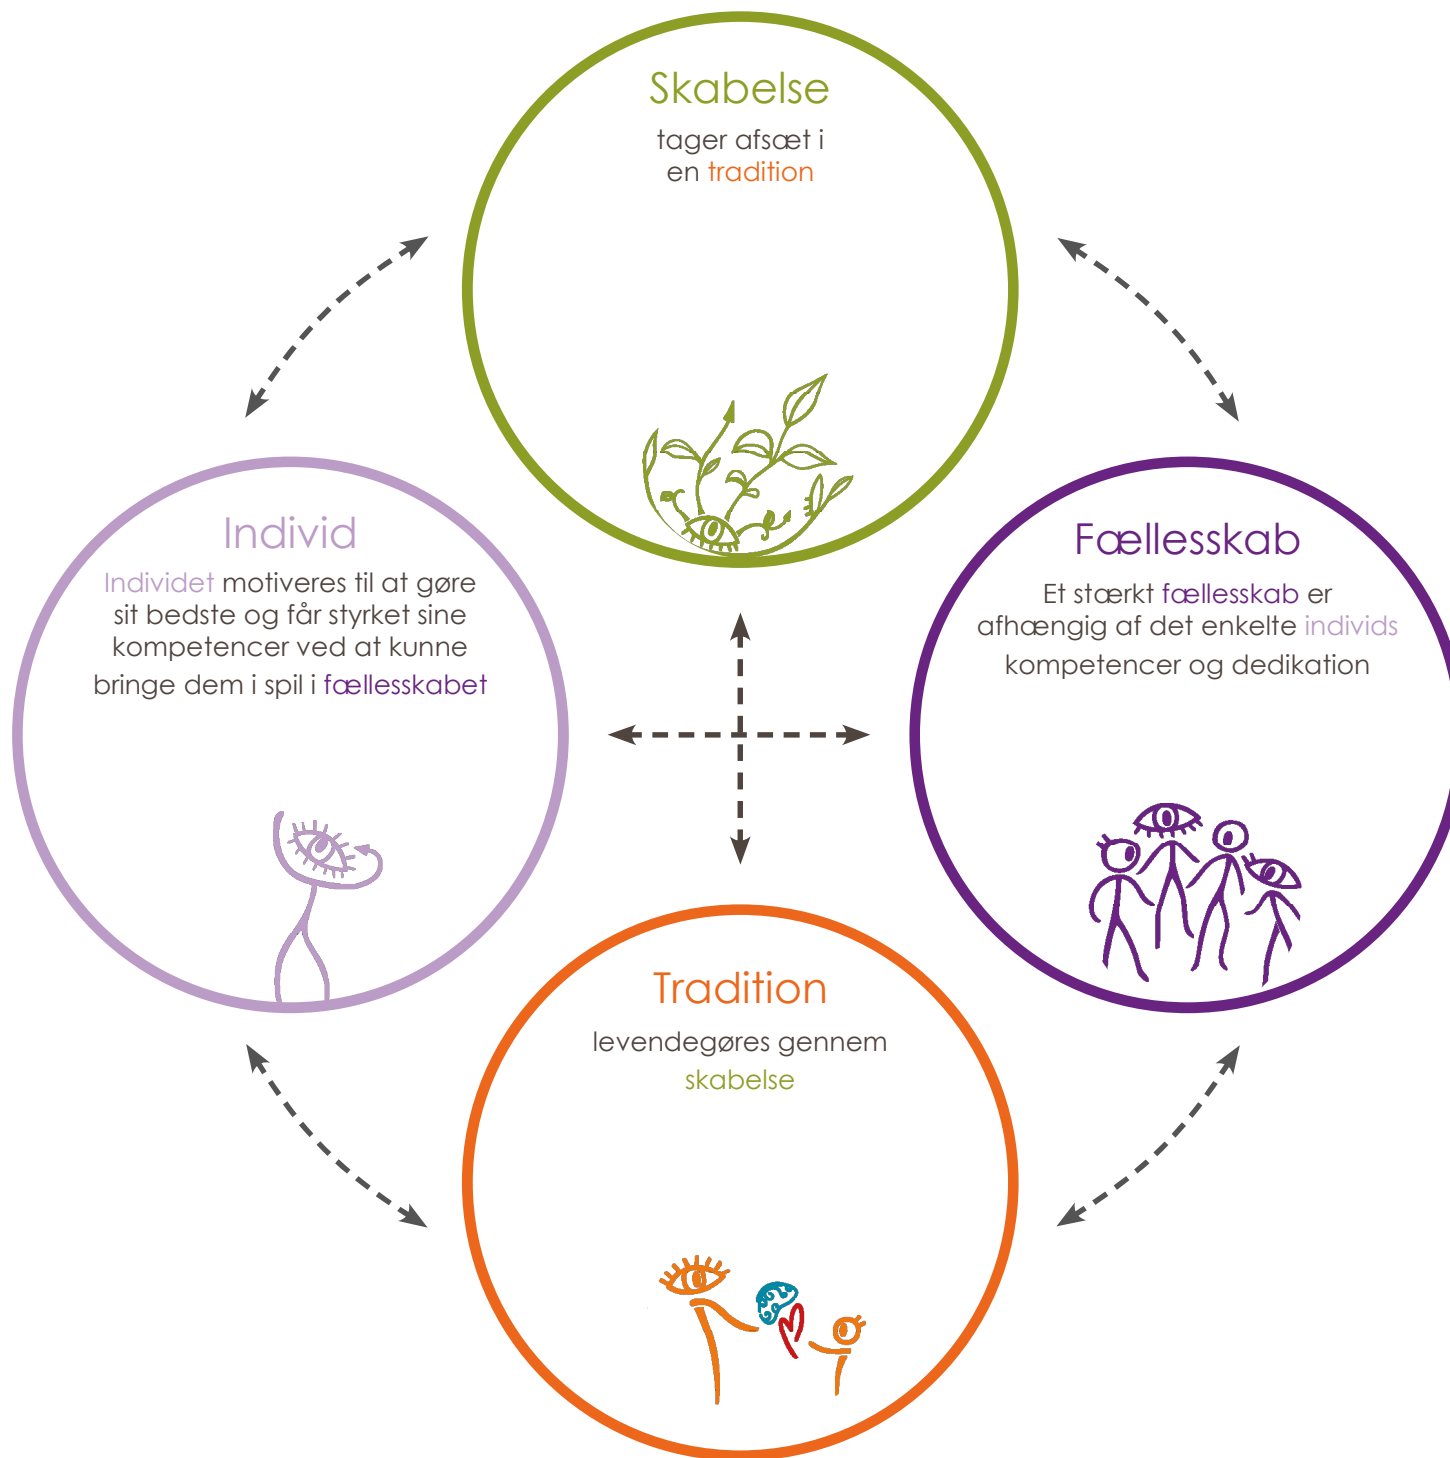 Skabelse
tager afsæt i
en tradition
Individ
Individet motiveres til at gøre
sit bedste og får styrket sine
kompetencer ved at kunne
bringe dem i spil i fællesskabet
Fællesskab
Et stærkt fællesskab er
afhængig af det enkelte individs
kompetencer og dedikation
Tradition
levendegøres gennem
skabelse